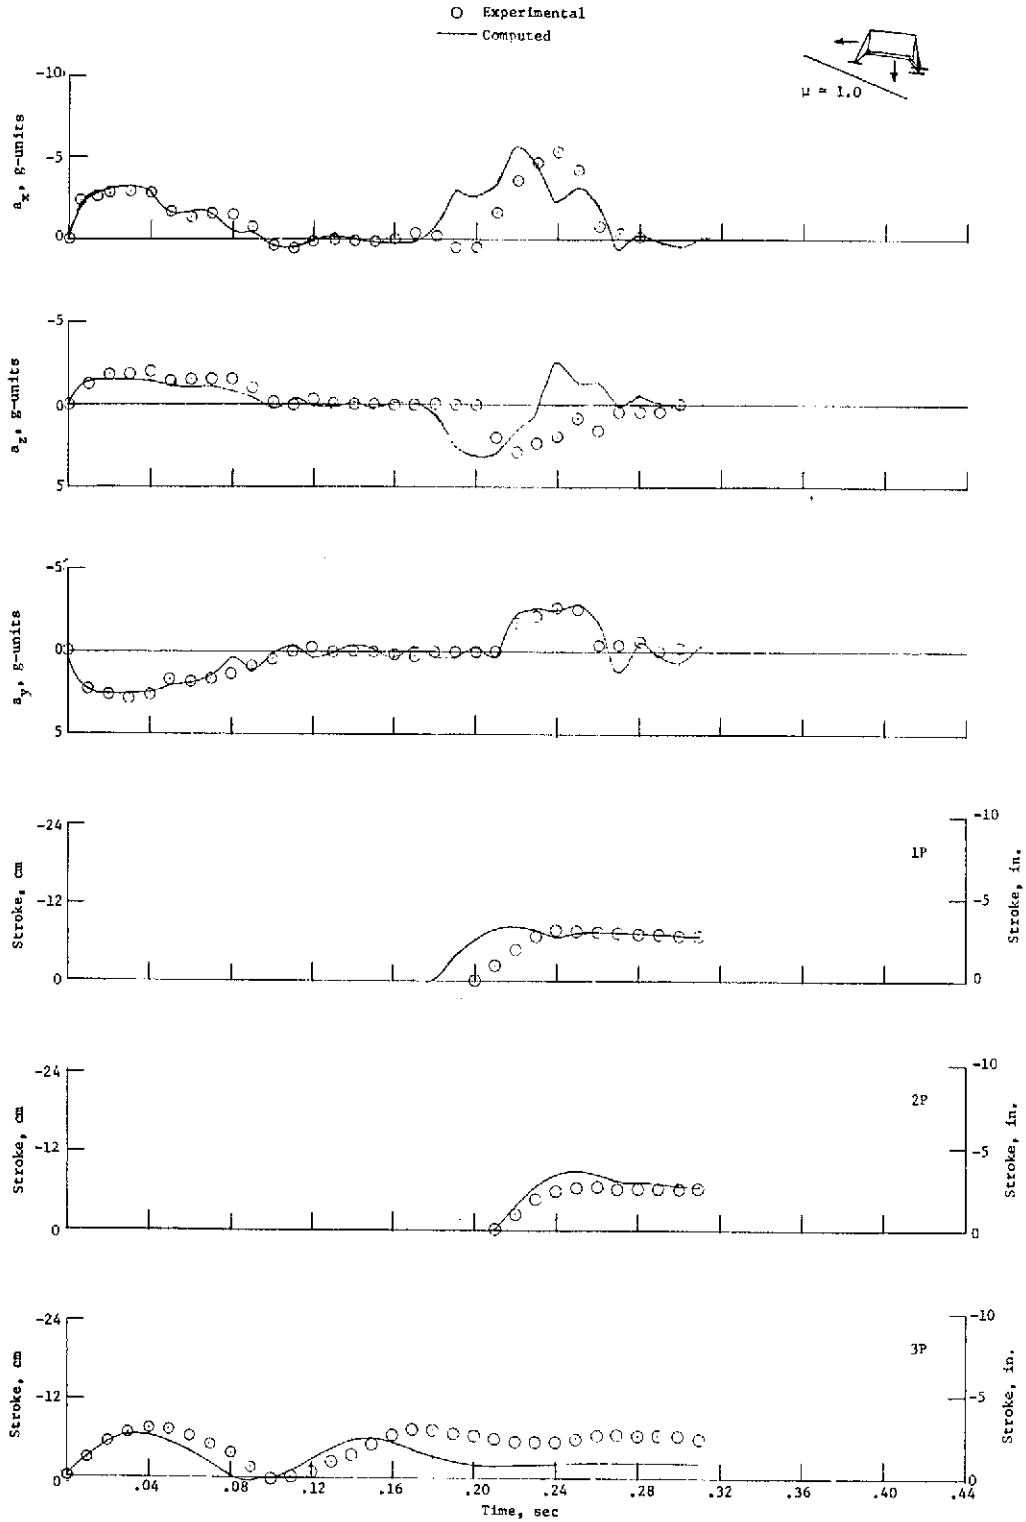 Experimental
Computed
μ ≃ 1.0
-10
-5
0
a_x, g-units
-5
0
5
a_z, g-units
-5
0
5
a_y, g-units
-24
-12
0
Stroke, cm
1P
-10
-5
0
Stroke, in.
-24
-12
0
Stroke, cm
2P
-10
-5
0
Stroke, in.
-24
-12
0
Stroke, cm
3P
-10
-5
0
Stroke, in.
.04 .08 .12 .16 .20 .24 .28 .32 .36 .40 .44
Time, sec